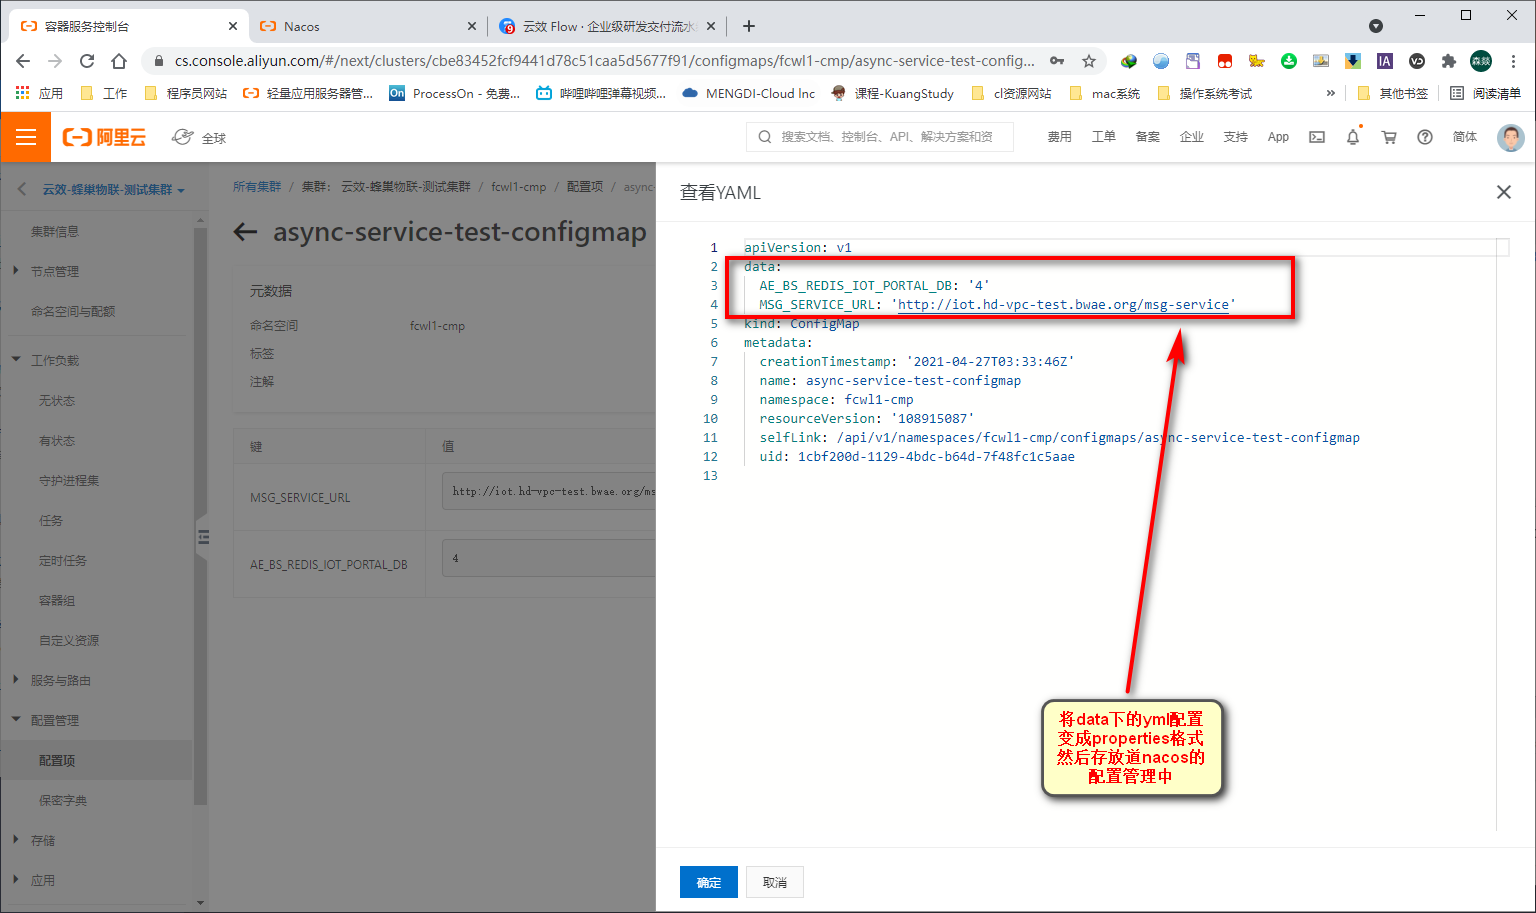 容器服务控制台
Nacos
云效 Flow · 企业级研发交付流水
cs.console.aliyun.com/#/next/clusters/cbe83452fcf9441d78c51caa5d5677f91/configmaps/fcwl1-cmp/async-service-test-config...
应用
工作
程序员网站
轻量应用服务器管...
ProcessOn - 免费...
哔哩哔哩弹幕视频...
MENGDI-Cloud Inc
课程-KuangStudy
cl资源网站
mac系统
操作系统考试
其他书签
阅读清单
阿里云
全球
搜索文档、控制台、API、解决方案和资
费用
工单
备案
企业
支持
App
简体
云效-蜂巢物联-测试集群
集群信息
节点管理
命名空间与配额
工作负载
无状态
有状态
守护进程集
任务
定时任务
容器组
自定义资源
服务与路由
配置管理
配置项
保密字典
存储
应用
所有集群 / 集群: 云效-蜂巢物联-测试集群 / fcwl1-cmp / 配置项 / async-
async-service-test-configmap
元数据
命名空间 fcwl1-cmp
标签
注解
键 值
MSG_SERVICE_URL http://iot.hd-vpc-test.bwae.org/ms
AE_BS_REDIS_IOT_PORTAL_DB 4
查看YAML
1 apiVersion: v1
2 data:
3 AE_BS_REDIS_IOT_PORTAL_DB: '4'
4 MSG_SERVICE_URL: 'http://iot.hd-vpc-test.bwae.org/msg-service'
5 kind: ConfigMap
6 metadata:
7 creationTimestamp: '2021-04-27T03:33:46Z'
8 name: async-service-test-configmap
9 namespace: fcwl1-cmp
10 resourceVersion: '108915087'
11 selfLink: /api/v1/namespaces/fcwl1-cmp/configmaps/async-service-test-configmap
12 uid: 1cbf200d-1129-4bdc-b64d-7f48fc1c5aae
13
将data下的yml配置
变成properties格式
然后存放道nacos的
配置管理中
确定
取消